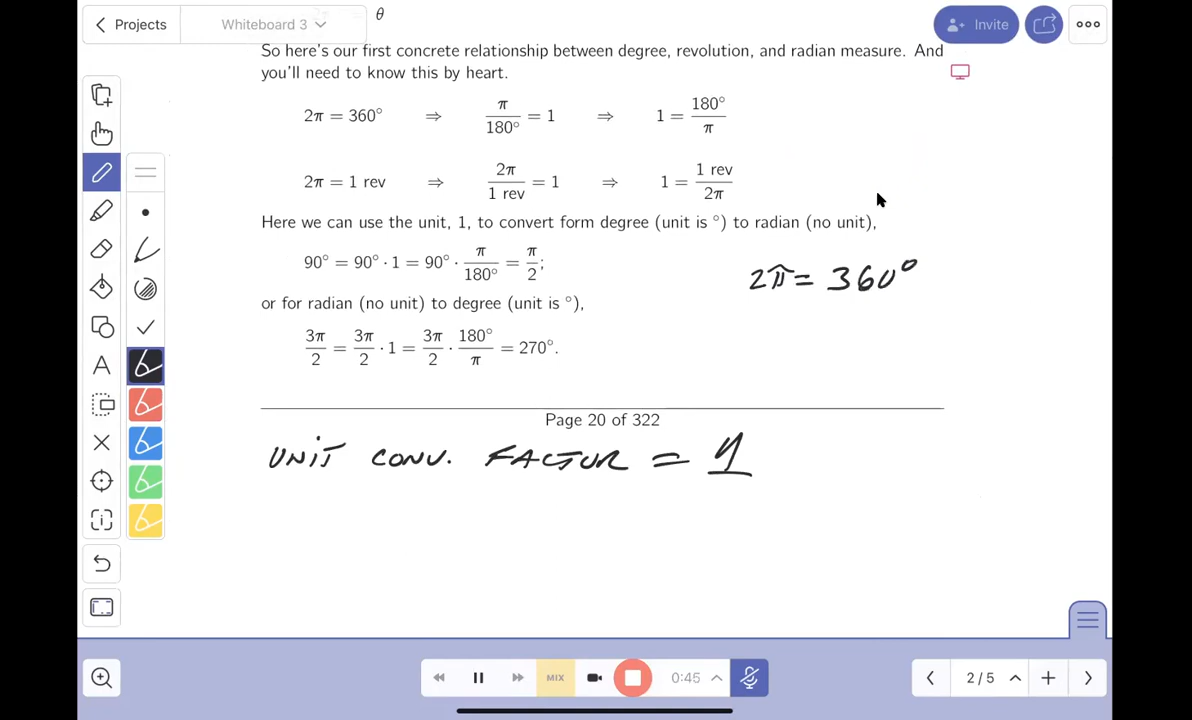 Projects
Whiteboard 3
Invite
θ
So here's our first concrete relationship between degree, revolution, and radian measure. And
you'll need to know this by heart.
2π = 360° ⇒ π/180° = 1 ⇒ 1 = 180°/π
2π = 1 rev ⇒ 2π/1 rev = 1 ⇒ 1 = 1 rev/2π
Here we can use the unit, 1, to convert form degree (unit is °) to radian (no unit),
90° = 90° · 1 = 90° · π/180° = π/2;
2π = 360°
or for radian (no unit) to degree (unit is °),
3π/2 = 3π/2 · 1 = 3π/2 · 180°/π = 270°.
Page 20 of 322
UNIT CONV. FACTOR = 1
MIX
0:45
2 / 5